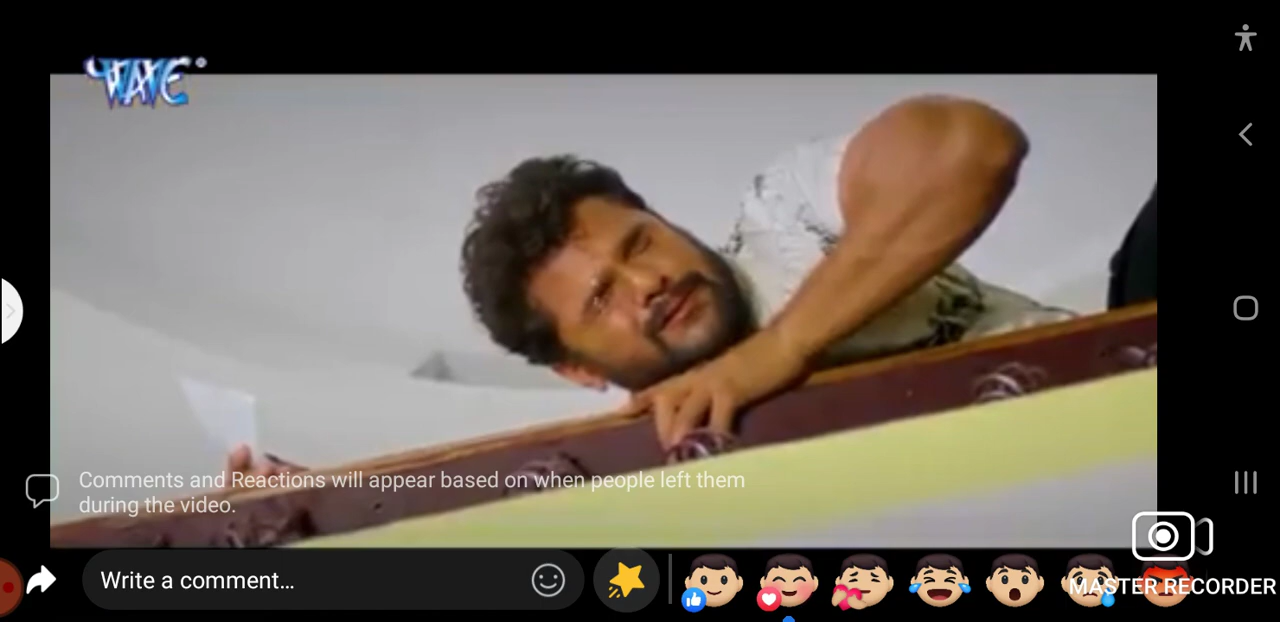 WAVE
Comments and Reactions will appear based on when people left them
during the video.
Write a comment...
MASTER RECORDER